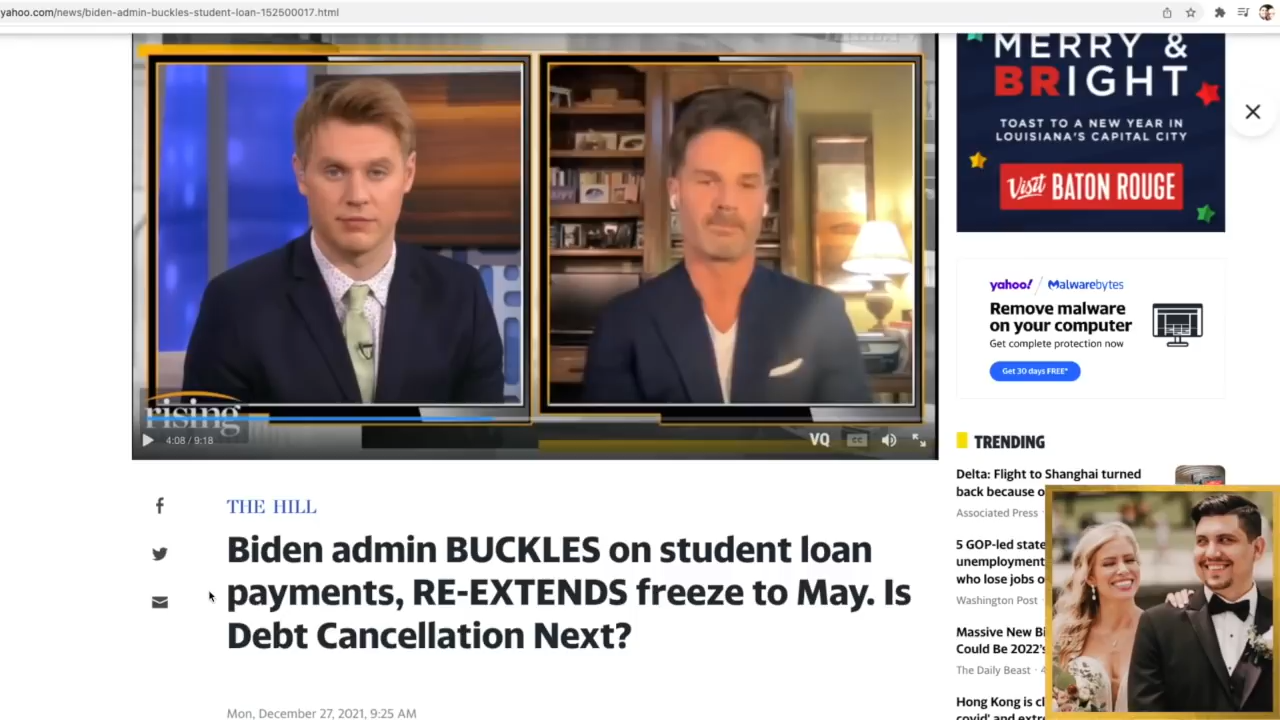 yahoo.com/news/biden-admin-buckles-student-loan-152500017.html
MERRY &
BRIGHT
TOAST TO A NEW YEAR IN
LOUISIANA'S CAPITAL CITY
Visit BATON ROUGE
rising
4:08 / 9:18
VQ
CC
yahoo! / Malwarebytes
Remove malware
on your computer
Get complete protection now
Get 30 days FREE*
THE HILL
Biden admin BUCKLES on student loan
payments, RE-EXTENDS freeze to May. Is
Debt Cancellation Next?
Mon, December 27, 2021, 9:25 AM
TRENDING
Delta: Flight to Shanghai turned
back because
Associated Press
5 GOP-led state
unemployment
who lose jobs
Washington Post
Massive New
Could Be 2022's
The Daily Beast
Hong Kong is
covid' and